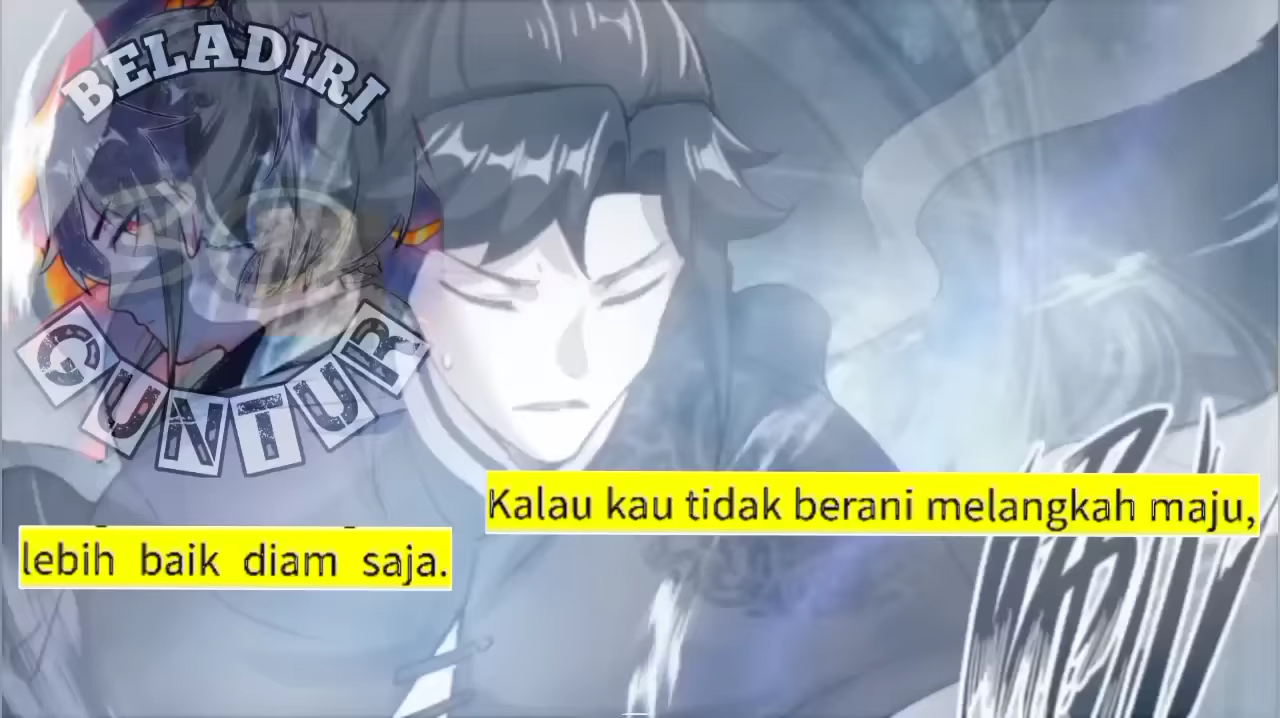 BELADIRI
GUNTUR
Kalau kau tidak berani melangkah maju,
lebih baik diam saja.